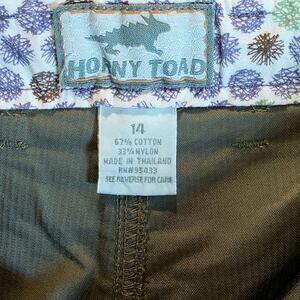 HORNY TOAD
14
67% COTTON
33% NYLON
MADE IN THAILAND
RN#95433
SEE REVERSE FOR CARE